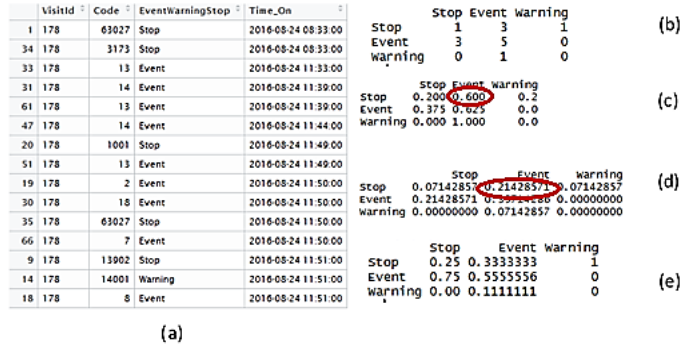 VisitId Code EventWarningStop Time_On
1 178 63027 Stop 2016-08-24 08:33:00
34 178 3173 Stop 2016-08-24 08:33:00
33 178 13 Event 2016-08-24 11:33:00
31 178 14 Event 2016-08-24 11:39:00
61 178 13 Event 2016-08-24 11:39:00
47 178 14 Event 2016-08-24 11:44:00
20 178 1001 Stop 2016-08-24 11:49:00
51 178 13 Event 2016-08-24 11:49:00
19 178 2 Event 2016-08-24 11:50:00
30 178 18 Event 2016-08-24 11:50:00
35 178 63027 Stop 2016-08-24 11:50:00
66 178 7 Event 2016-08-24 11:50:00
9 178 13902 Stop 2016-08-24 11:51:00
14 178 14001 Warning 2016-08-24 11:51:00
18 178 8 Event 2016-08-24 11:51:00
(a)
Stop Event Warning
Stop 1 3 1
Event 3 5 0
Warning 0 1 0
(b)
Stop Event Warning
Stop 0.200 0.600 0.2
Event 0.375 0.625 0.0
Warning 0.000 1.000 0.0
(c)
Stop Event Warning
Stop 0.07142857 0.21428571 0.07142857
Event 0.21428571 0.00000000
Warning 0.00000000 0.07142857 0.00000000
(d)
Stop Event Warning
Stop 0.25 0.3333333 1
Event 0.75 0.5555556 0
Warning 0.00 0.1111111 0
(e)